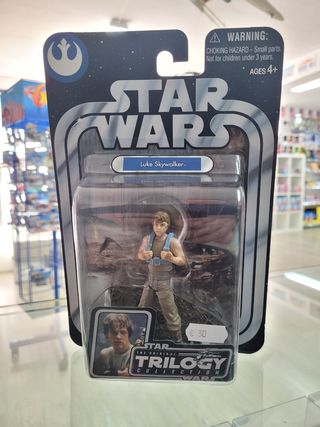 WARNING:
CHOKING HAZARD - Small parts.
Not for children under 3 years.
AGES 4+
STAR
WARS
Luke Skywalker
€ 30
STAR
THE ORIGINAL
TRILOGY
COLLECTION
WARS